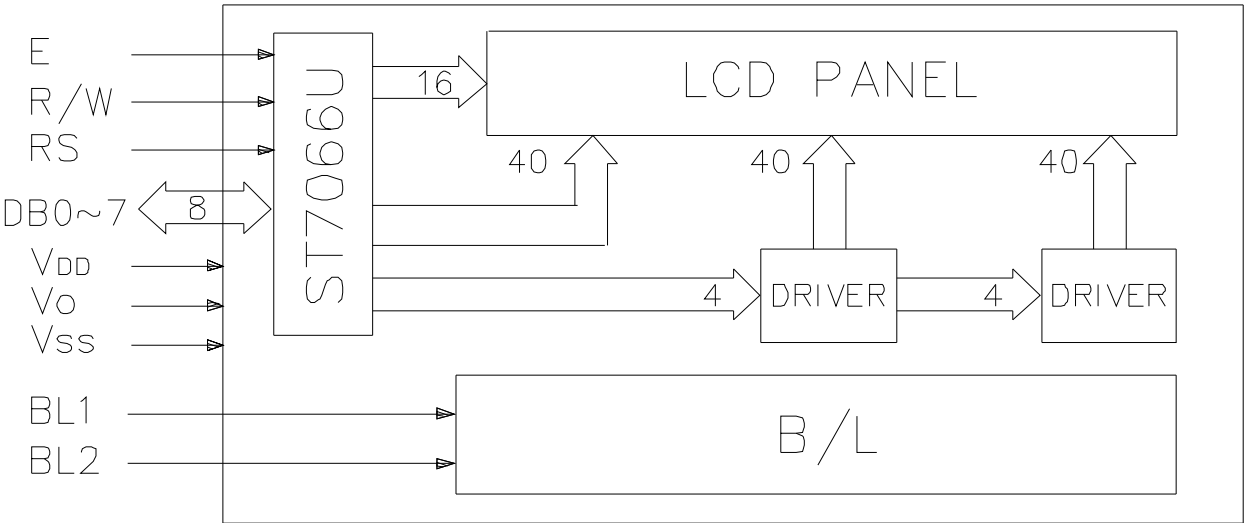 E
R/W
RS
DB0~7
8
VDD
VO
VSS
BL1
BL2
ST7066U
16
LCD PANEL
40
40
40
4
DRIVER
4
DRIVER
B/L